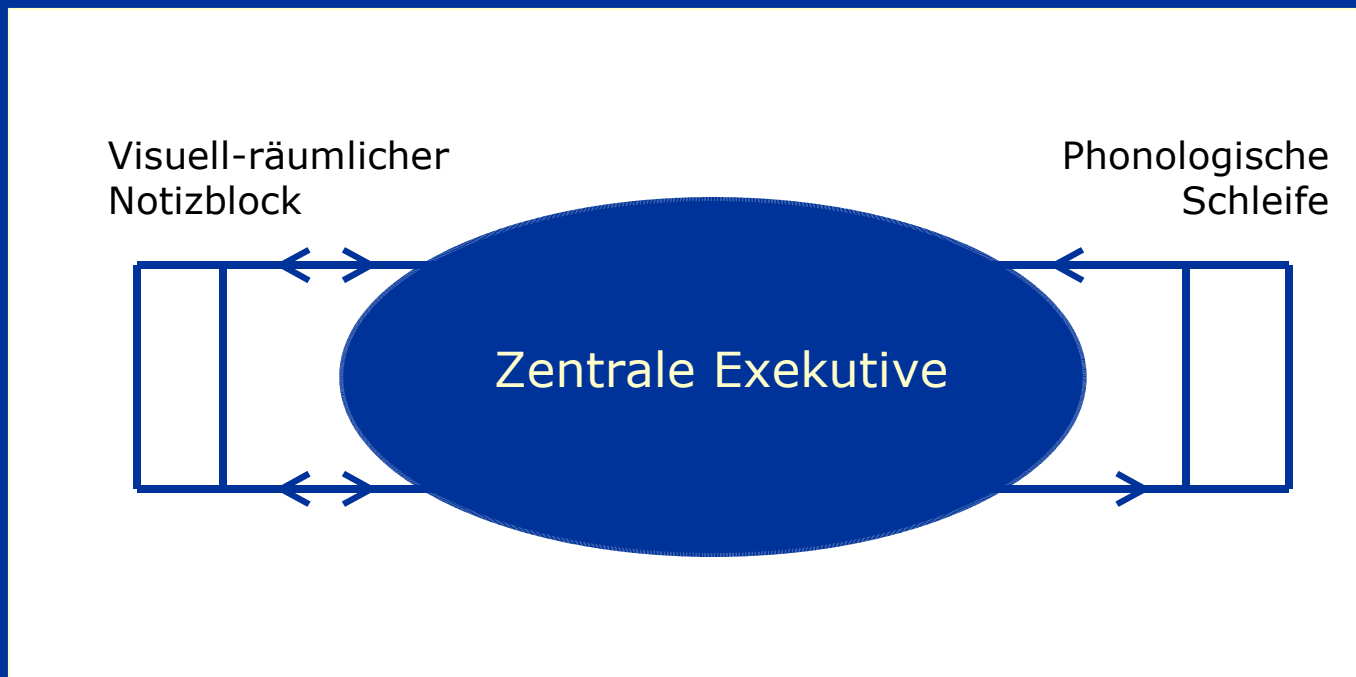 Visuell-räumlicher
Notizblock
Phonologische
Schleife
Zentrale Exekutive